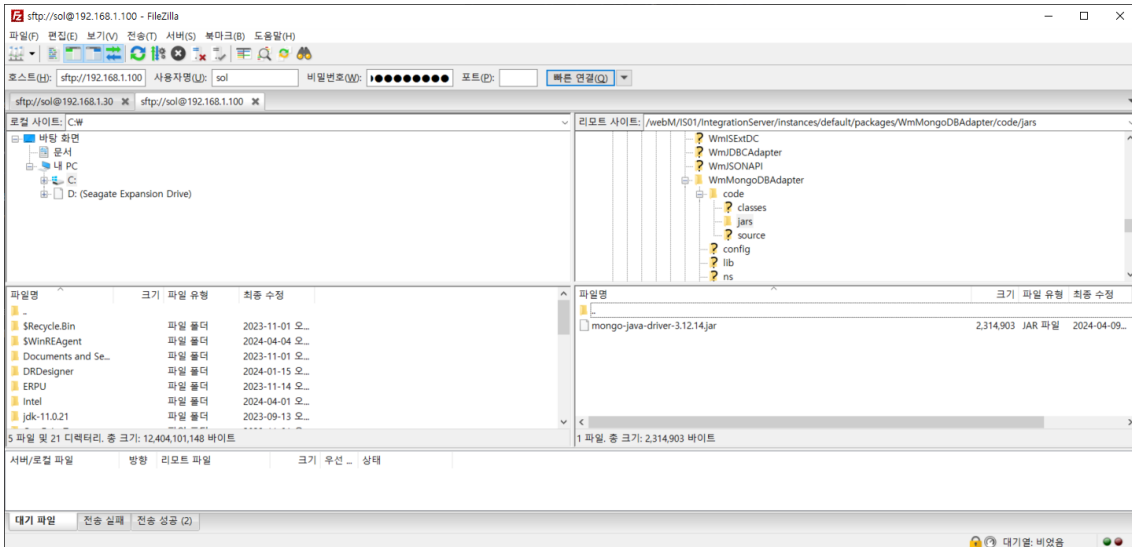 sftp://sol@192.168.1.100 - FileZilla
파일(F) 편집(E) 보기(V) 전송(T) 서버(S) 북마크(B) 도움말(H)
호스트(H): sftp://192.168.1.100 사용자명(U): sol 비밀번호(W): ●●●●●●●●● 포트(P): 빠른 연결(Q)
sftp://sol@192.168.1.30 sftp://sol@192.168.1.100
로컬 사이트: C:₩
바탕 화면
문서
내 PC
C:
D: (Seagate Expansion Drive)
리모트 사이트: /webM/IS01/IntegrationServer/instances/default/packages/WmMongoDBAdapter/code/jars
WmISExtDC
WmJDBCAdapter
WmJSONAPI
WmMongoDBAdapter
code
classes
jars
source
config
lib
ns
파일명 크기 파일 유형 최종 수정
..
$Recycle.Bin 파일 폴더 2023-11-01 오...
$WinREAgent 파일 폴더 2024-04-04 오...
Documents and Se... 파일 폴더 2023-11-01 오...
DRDesigner 파일 폴더 2024-01-15 오...
ERPU 파일 폴더 2023-11-14 오...
Intel 파일 폴더 2024-04-01 오...
jdk-11.0.21 파일 폴더 2023-09-13 오...
5 파일 및 21 디렉터리. 총 크기: 12,404,101,148 바이트
파일명 크기 파일 유형 최종 수정
..
mongo-java-driver-3.12.14.jar 2,314,903 JAR 파일 2024-04-09...
1 파일. 총 크기: 2,314,903 바이트
서버/로컬 파일 방향 리모트 파일 크기 우선 ... 상태
대기 파일 전송 실패 전송 성공 (2)
대기열: 비었음